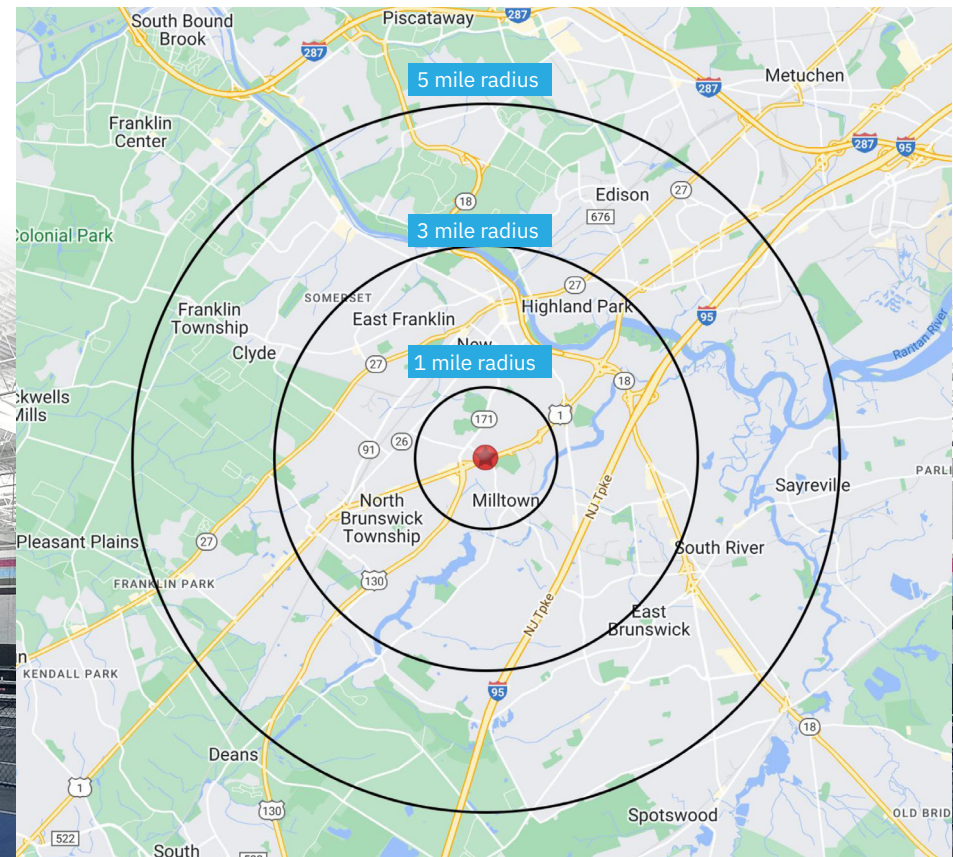 South Bound
Brook
Piscataway
287
287
5 mile radius
Metuchen
287
Franklin
Center
287
95
18
Edison
27
676
Colonial Park
3 mile radius
27
SOMERSET
Highland Park
Franklin
Township
East Franklin
95
New
Clyde
Raritan River
1 mile radius
27
18
171
1
26
91
NJ Tpke
Milltown
North
Brunswick
Township
Sayreville
PARLI
Pleasant Plains
27
South River
FRANKLIN PARK
130
NJ Tpke
East
Brunswick
KENDALL PARK
95
18
Deans
1
130
Spotswood
OLD BRID
522
South